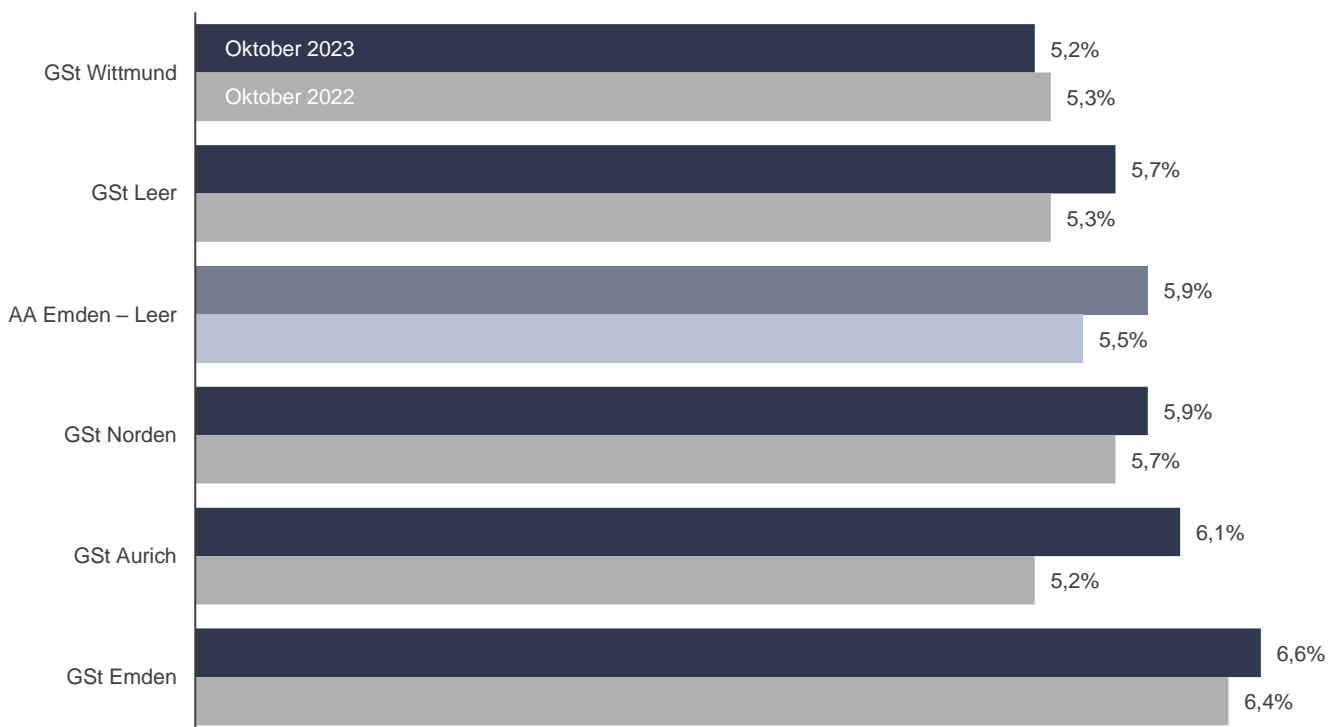 GSt Wittmund
Oktober 2023
5,2%
Oktober 2022
5,3%
GSt Leer
5,7%
5,3%
AA Emden – Leer
5,9%
5,5%
GSt Norden
5,9%
5,7%
GSt Aurich
6,1%
5,2%
GSt Emden
6,6%
6,4%